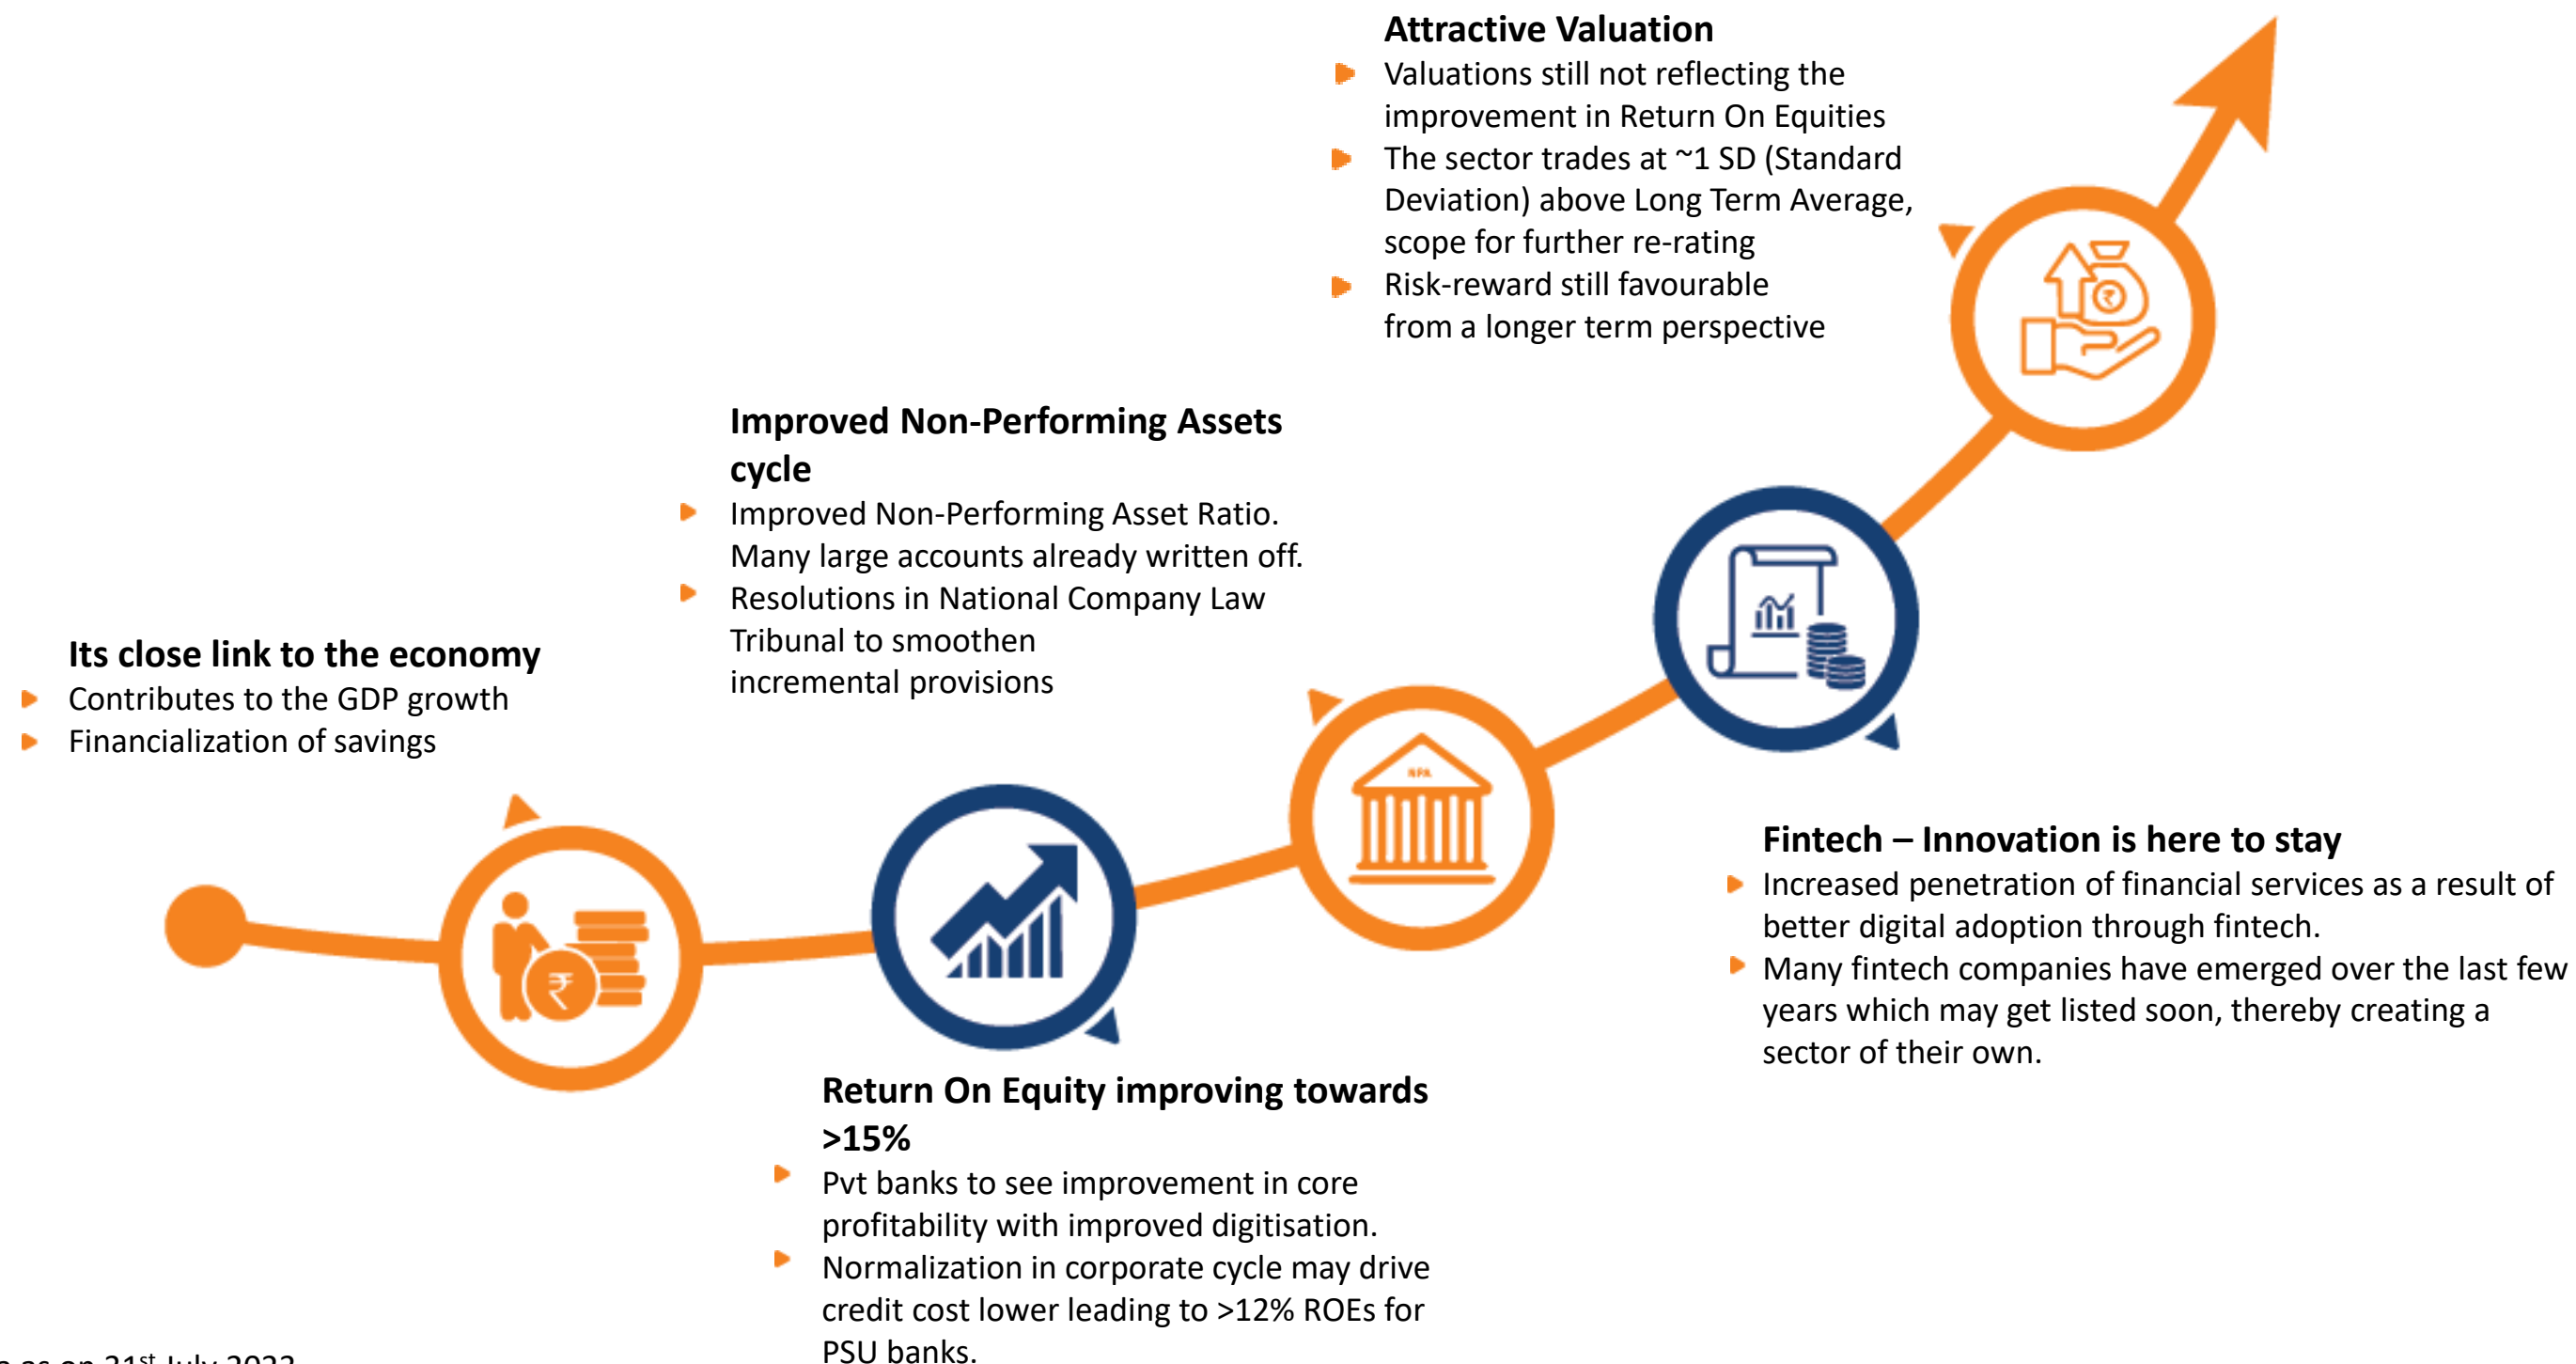 Attractive Valuation
Valuations still not reflecting the
improvement in Return On Equities
The sector trades at ~1 SD (Standard
Deviation) above Long Term Average,
scope for further re-rating
Risk-reward still favourable
from a longer term perspective
Improved Non-Performing Assets
cycle
Improved Non-Performing Asset Ratio.
Many large accounts already written off.
Resolutions in National Company Law
Tribunal to smoothen
incremental provisions
Its close link to the economy
Contributes to the GDP growth
Financialization of savings
₹
NPA
₹
Fintech – Innovation is here to stay
Increased penetration of financial services as a result of
better digital adoption through fintech.
Many fintech companies have emerged over the last few
years which may get listed soon, thereby creating a
sector of their own.
Return On Equity improving towards
>15%
Pvt banks to see improvement in core
profitability with improved digitisation.
Normalization in corporate cycle may drive
credit cost lower leading to >12% ROEs for
PSU banks.
as on 31st July